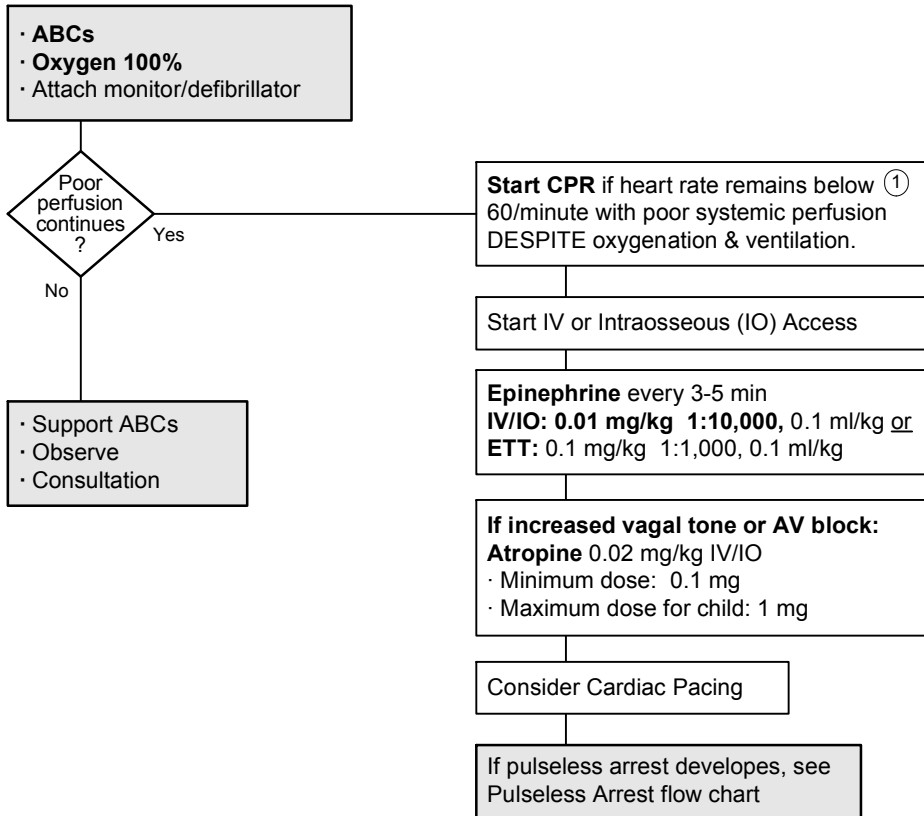 · ABCs
· Oxygen 100%
· Attach monitor/defibrillator
Poor
perfusion
continues
?
Yes
No
· Support ABCs
· Observe
· Consultation
Start CPR if heart rate remains below 1
60/minute with poor systemic perfusion
DESPITE oxygenation & ventilation.
Start IV or Intraosseous (IO) Access
Epinephrine every 3-5 min
IV/IO: 0.01 mg/kg 1:10,000, 0.1 ml/kg or
ETT: 0.1 mg/kg 1:1,000, 0.1 ml/kg
If increased vagal tone or AV block:
Atropine 0.02 mg/kg IV/IO
· Minimum dose: 0.1 mg
· Maximum dose for child: 1 mg
Consider Cardiac Pacing
If pulseless arrest developes, see
Pulseless Arrest flow chart